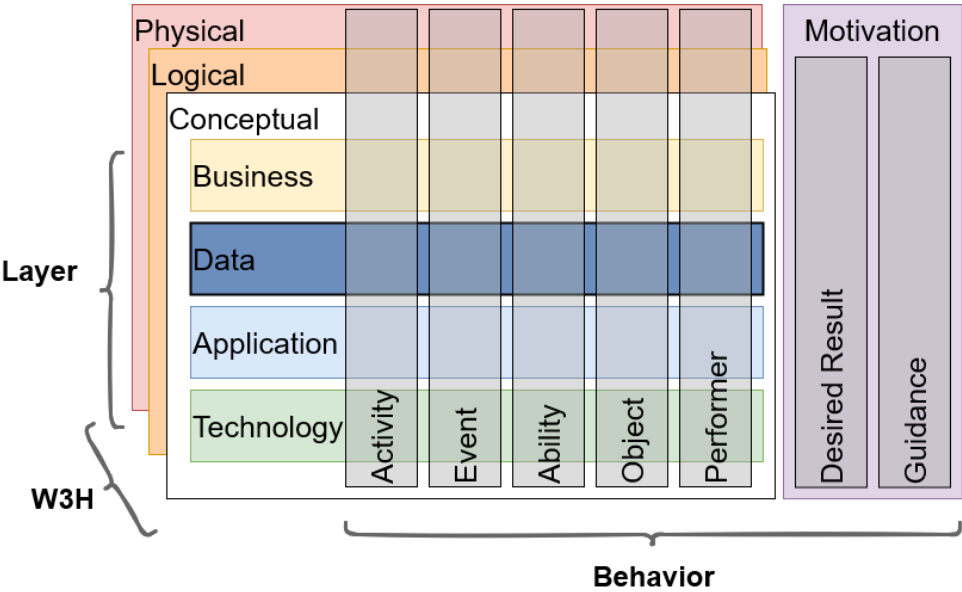 Physical
Motivation
Logical
Conceptual
Business
Layer
Data
Application
Technology
Activity
Event
Ability
Object
Performer
Desired Result
Guidance
W3H
Behavior